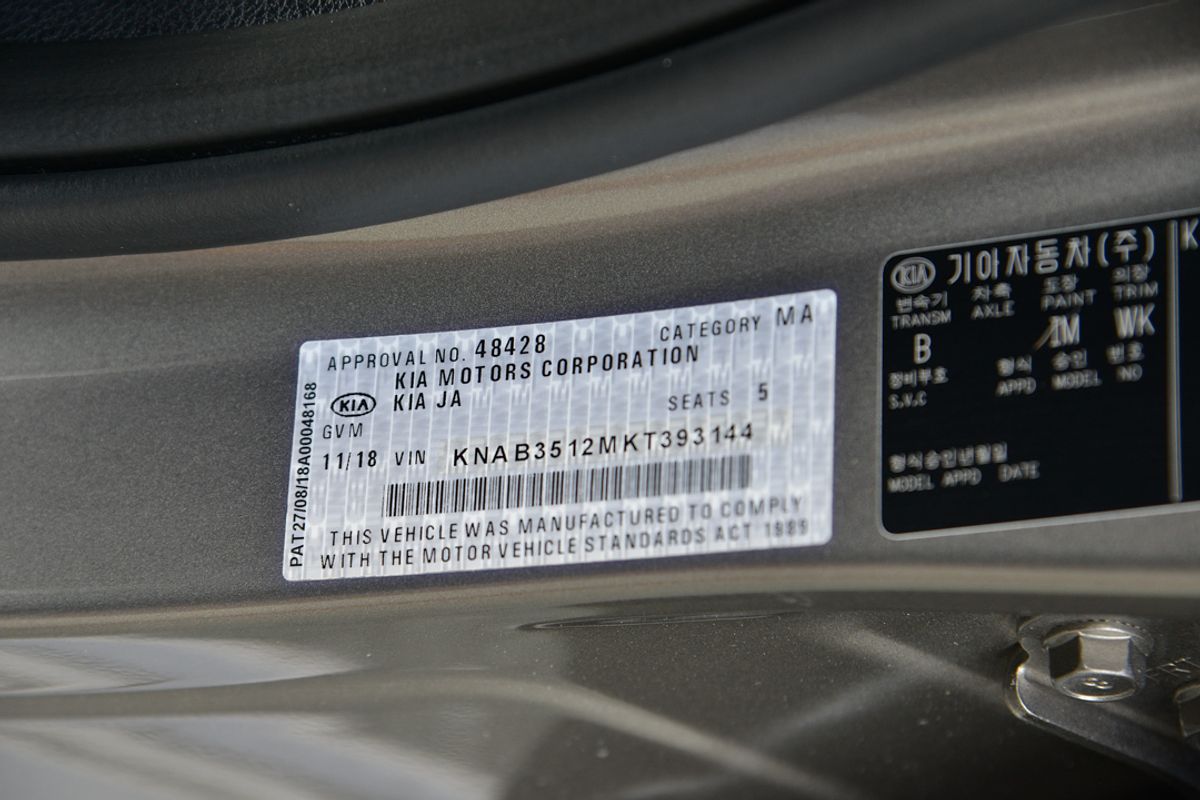 APPROVAL NO. 48428 CATEGORY MA
KIA MOTORS CORPORATION
KIA KIA JA SEATS 5
GVM
11/18 VIN KNAB3512MKT393144
THIS VEHICLE WAS MANUFACTURED TO COMPLY
WITH THE MOTOR VEHICLE STANDARDS ACT 1989
PAT27/08/18A00048168
KIA 기아자동차(주) K
변속기 차축 도장 의장
TRANSM AXLE PAINT TRIM
B 1M WK
장비부호 형식 승인 번호
S.V.C APPD MODEL NO
형식승인년월일
MODEL APPD DATE